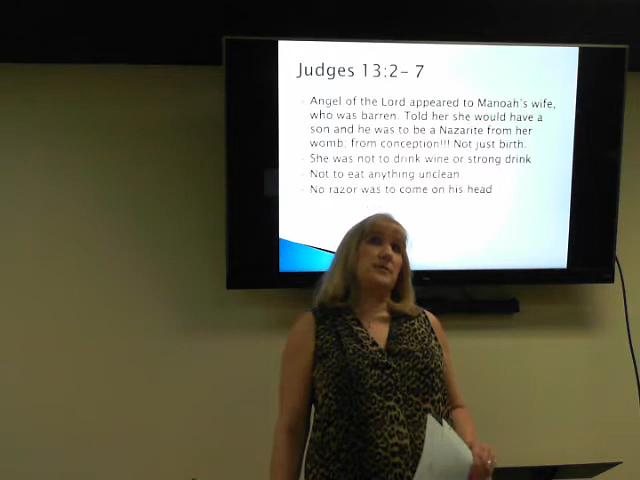 Judges 13:2- 7
Angel of the Lord appeared to Manoah's wife,
who was barren. Told her she would have a
son and he was to be a Nazarite from her
womb; from conception!!! Not just birth.
She was not to drink wine or strong drink
Not to eat anything unclean
No razor was to come on his head